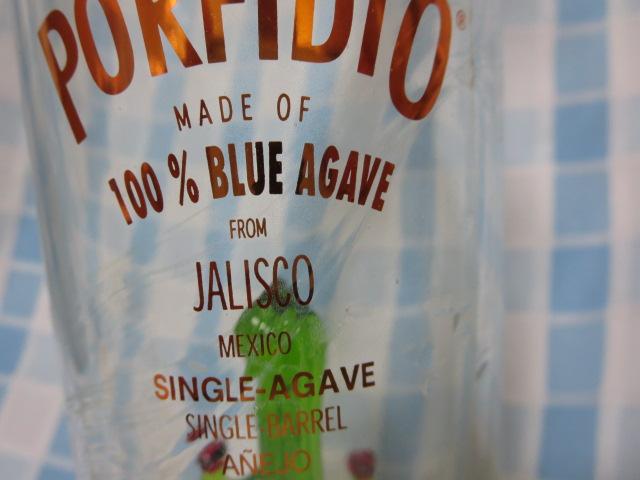 PORFIDIO®
MADE OF
100 % BLUE AGAVE
FROM
JALISCO
MEXICO
SINGLE-AGAVE
SINGLE-BARREL
AÑEJO